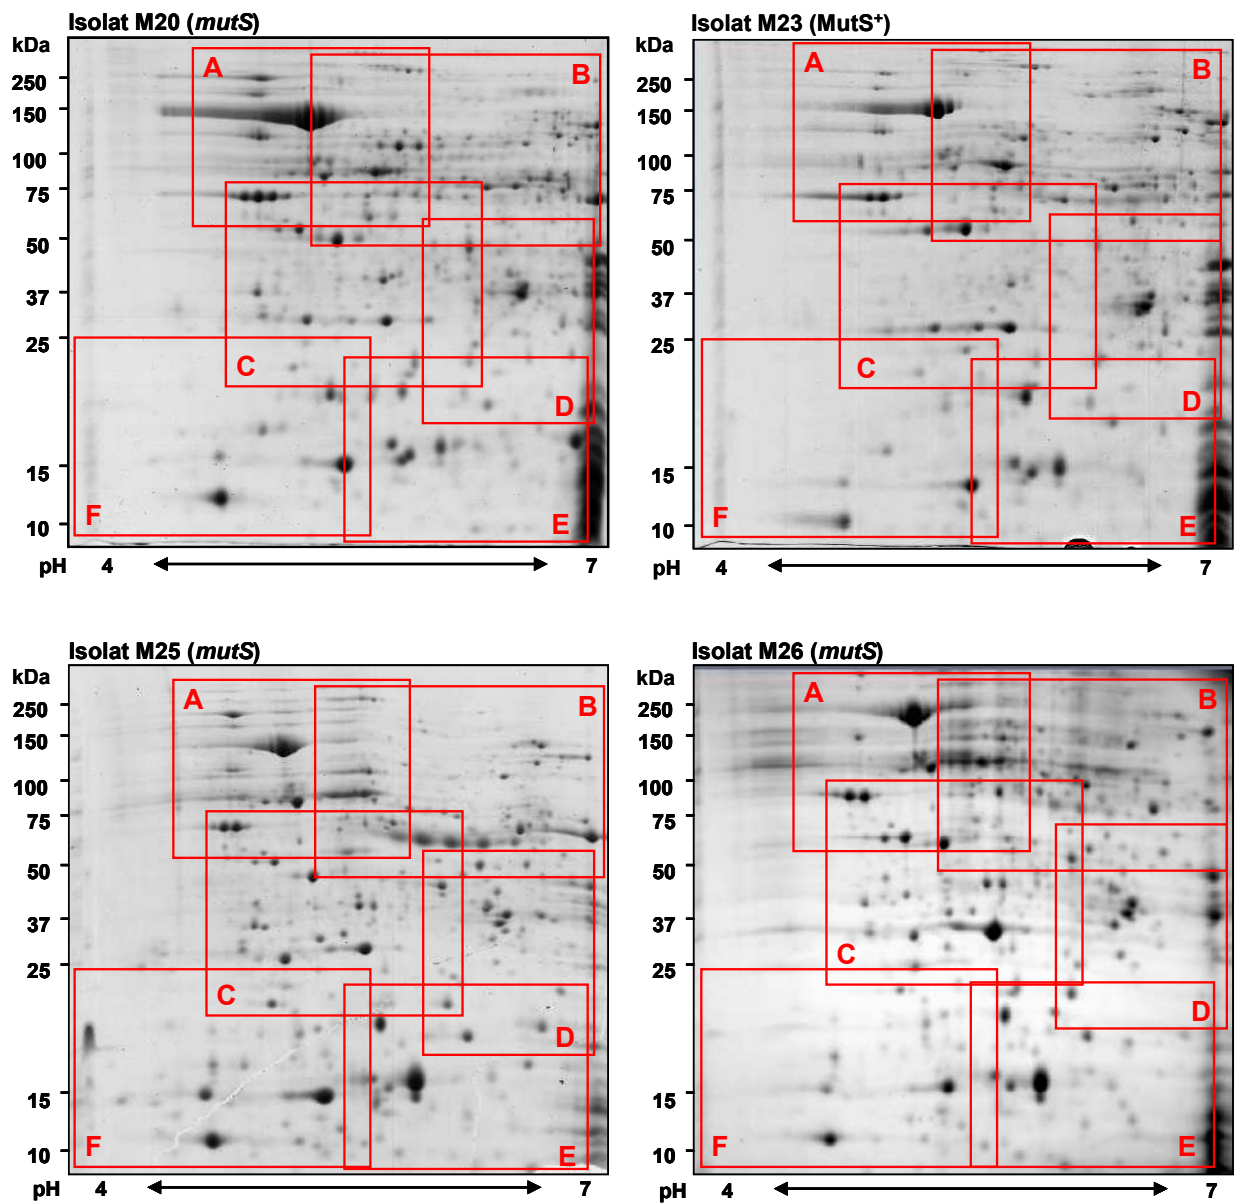 Isolat M20 (mutS)
kDa
250
150
100
75
50
37
25
15
10
A
B
C
D
E
F
pH 4 7
Isolat M23 (MutS+)
kDa
250
150
100
75
50
37
25
15
10
A
B
C
D
E
F
pH 4 7
Isolat M25 (mutS)
kDa
250
150
100
75
50
37
25
15
10
A
B
C
D
E
F
pH 4 7
Isolat M26 (mutS)
kDa
250
150
100
75
50
37
25
15
10
A
B
C
D
E
F
pH 4 7